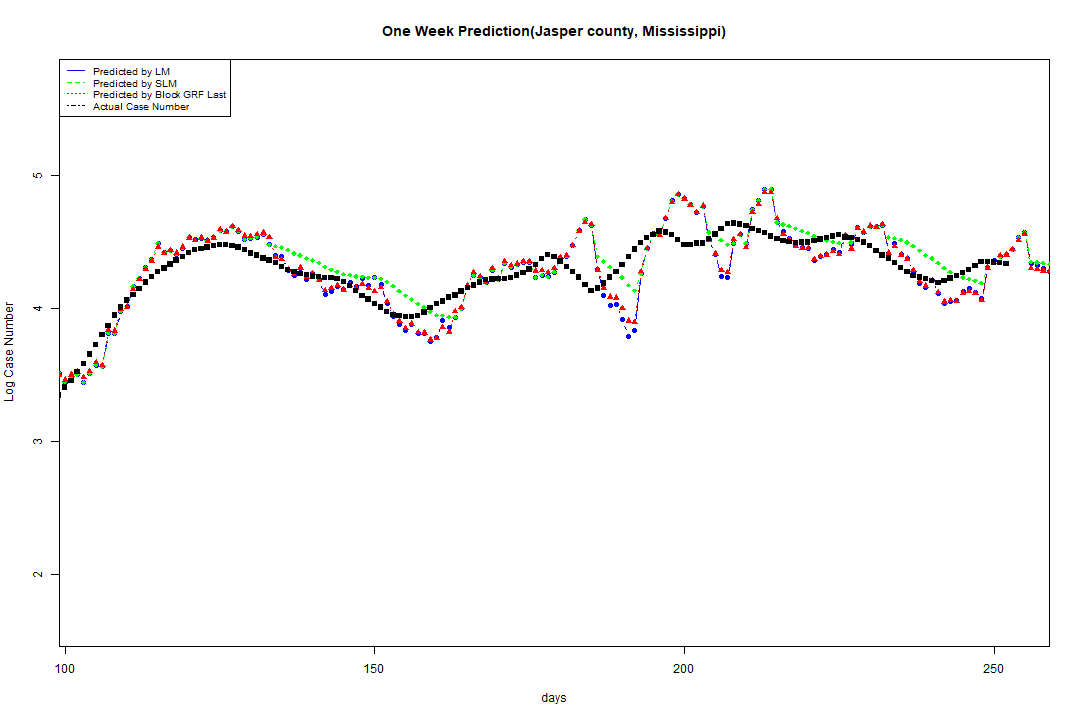 One Week Prediction(Jasper county, Mississippi)
Predicted by LM
Predicted by SLM
Predicted by Block GRF Last
Actual Case Number
5
4
3
2
Log Case Number
100 150 200 250
days